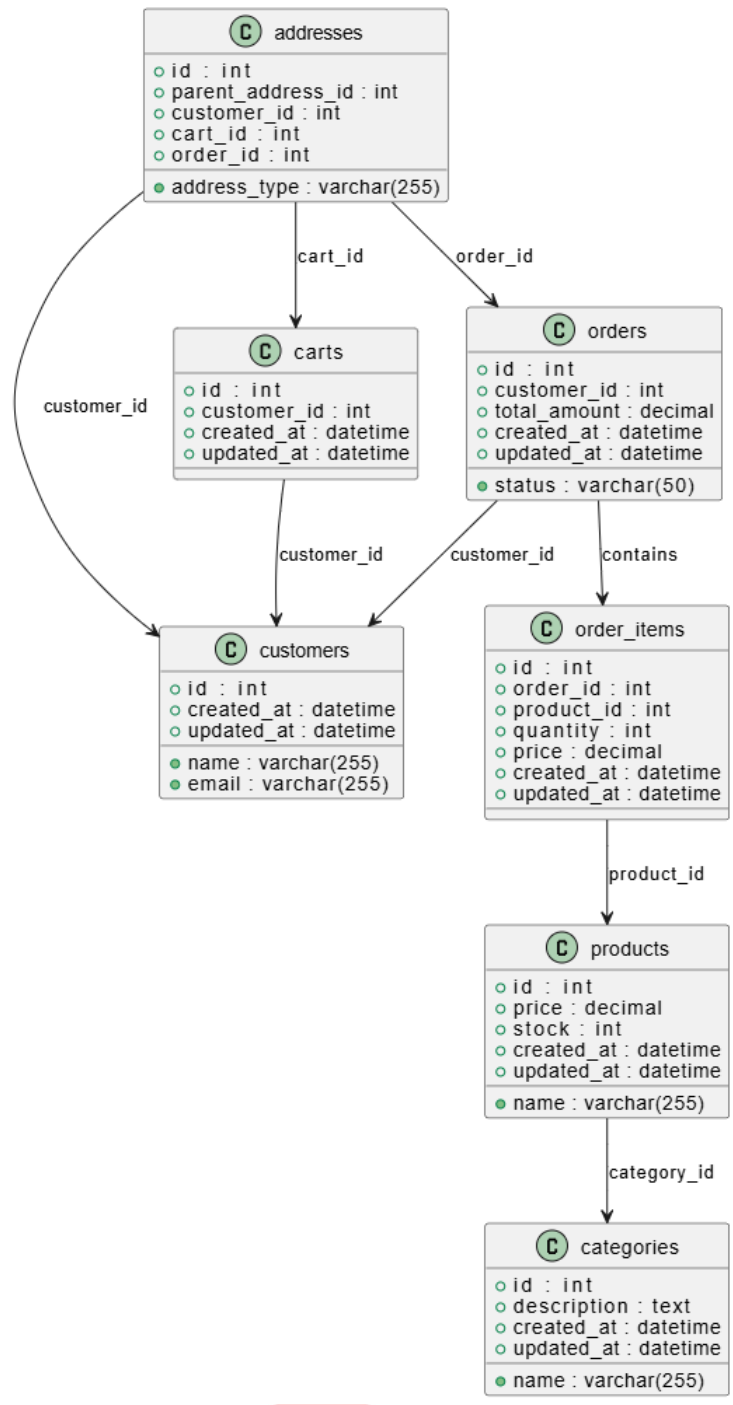 C addresses
id : int
parent_address_id : int
customer_id : int
cart_id : int
order_id : int
address_type : varchar(255)
cart_id
order_id
customer_id
C carts
id : int
customer_id : int
created_at : datetime
updated_at : datetime
C orders
id : int
customer_id : int
total_amount : decimal
created_at : datetime
updated_at : datetime
status : varchar(50)
customer_id
customer_id
contains
C customers
id : int
created_at : datetime
updated_at : datetime
name : varchar(255)
email : varchar(255)
C order_items
id : int
order_id : int
product_id : int
quantity : int
price : decimal
created_at : datetime
updated_at : datetime
product_id
C products
id : int
price : decimal
stock : int
created_at : datetime
updated_at : datetime
name : varchar(255)
category_id
C categories
id : int
description : text
created_at : datetime
updated_at : datetime
name : varchar(255)